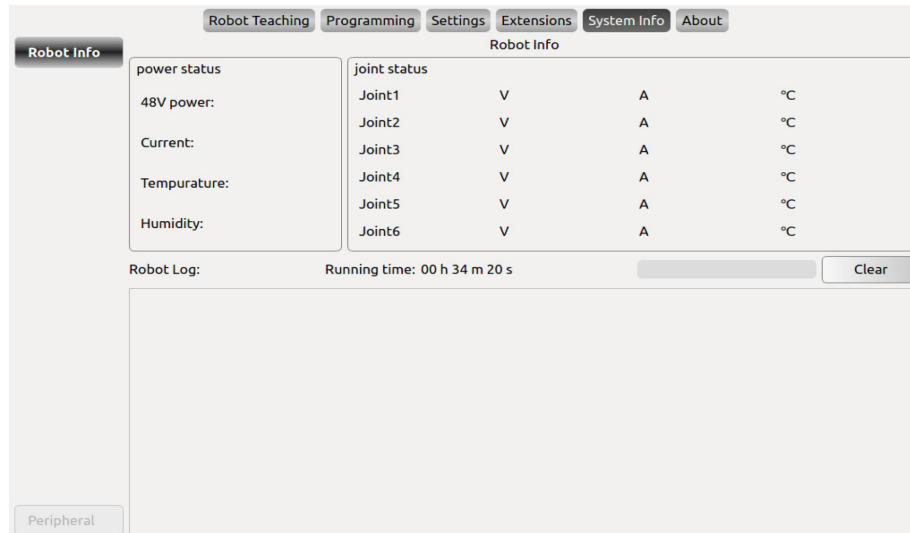 Robot Teaching Programming Settings Extensions System Info About
Robot Info
Robot Info
power status
48V power:
Current:
Tempurature:
Humidity:
joint status
Joint1 V A °C
Joint2 V A °C
Joint3 V A °C
Joint4 V A °C
Joint5 V A °C
Joint6 V A °C
Robot Log: Running time: 00 h 34 m 20 s Clear
Peripheral